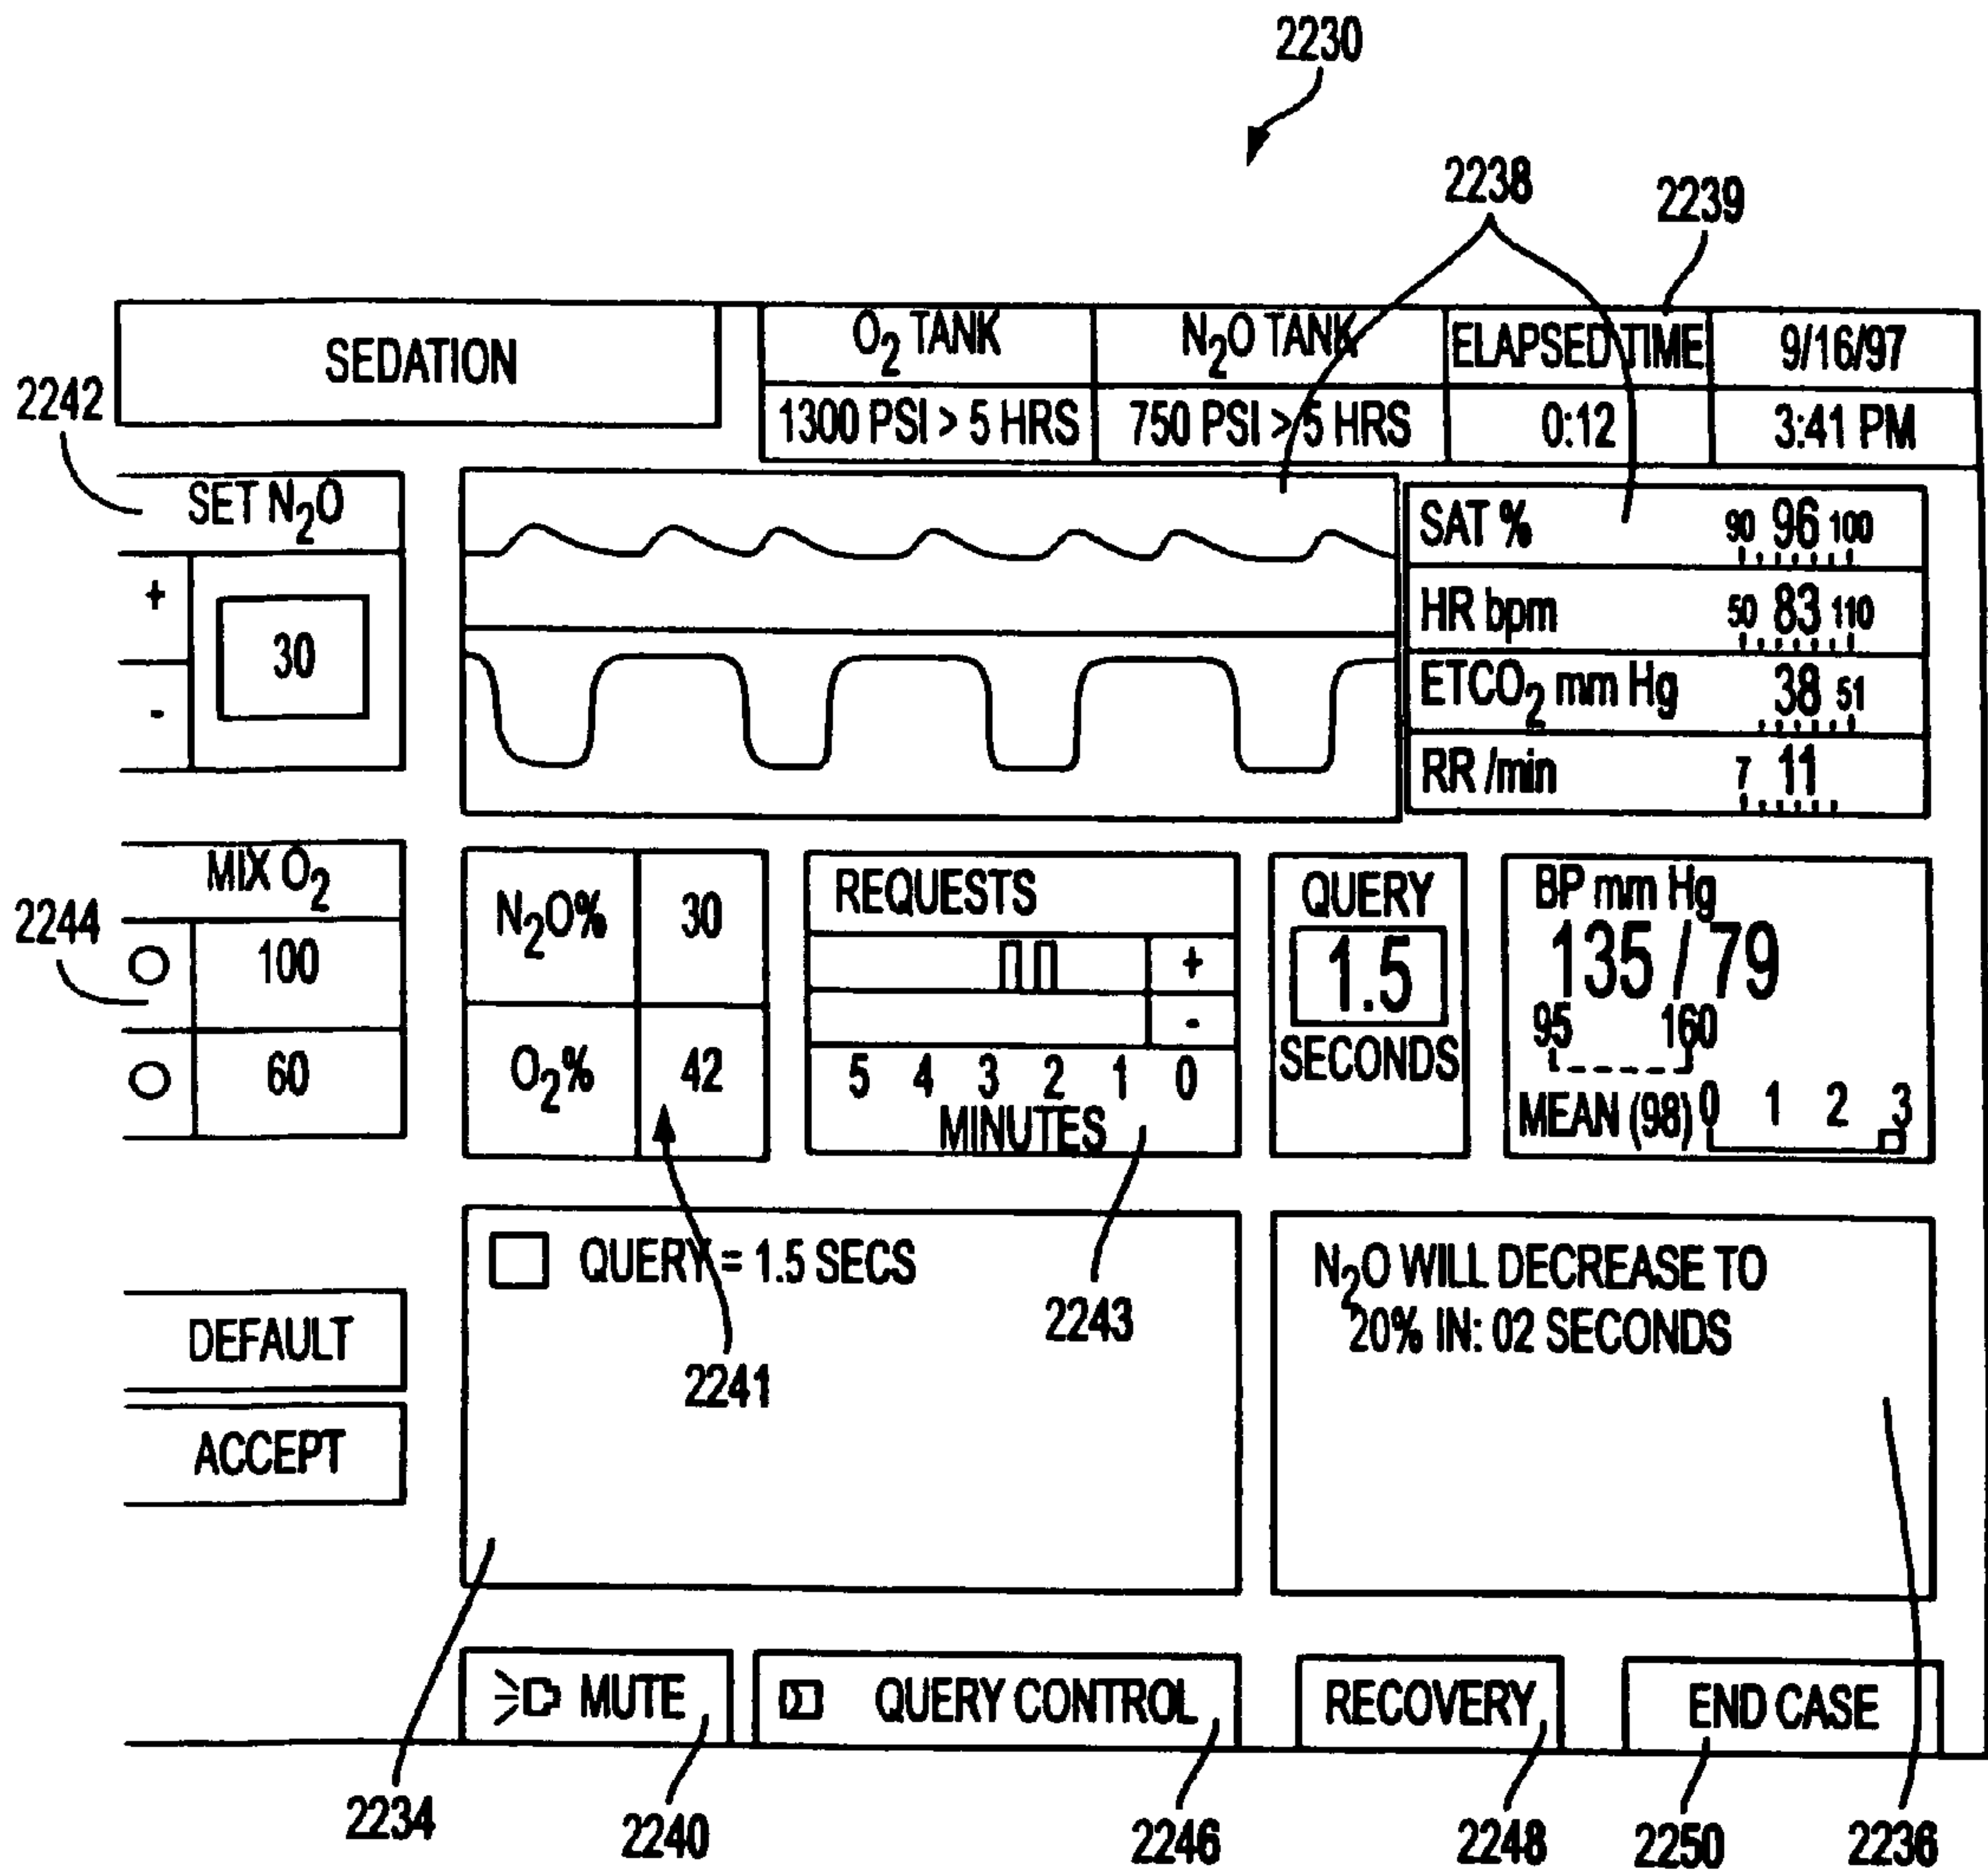 2230
2238
2239
SEDATION
O2 TANK
N2O TANK
ELAPSED TIME
9/16/97
1300 PSI > 5 HRS
750 PSI > 5 HRS
0:12
3:41 PM
2242
SET N2O
+
30
-
SAT % 90 96 100
HR bpm 50 83 110
ETCO2 mm Hg 38 51
RR /min 7 11
2244
MIX O2
100
60
N2O% 30
O2% 42
REQUESTS
+
-
5 4 3 2 1 0
MINUTES
QUERY
1.5
SECONDS
BP mm Hg
135 / 79
95 160
MEAN (98) 0 1 2 3
DEFAULT
ACCEPT
QUERY = 1.5 SECS
2241
2243
N2O WILL DECREASE TO
20% IN: 02 SECONDS
MUTE
QUERY CONTROL
RECOVERY
END CASE
2234
2240
2246
2248
2250
2236